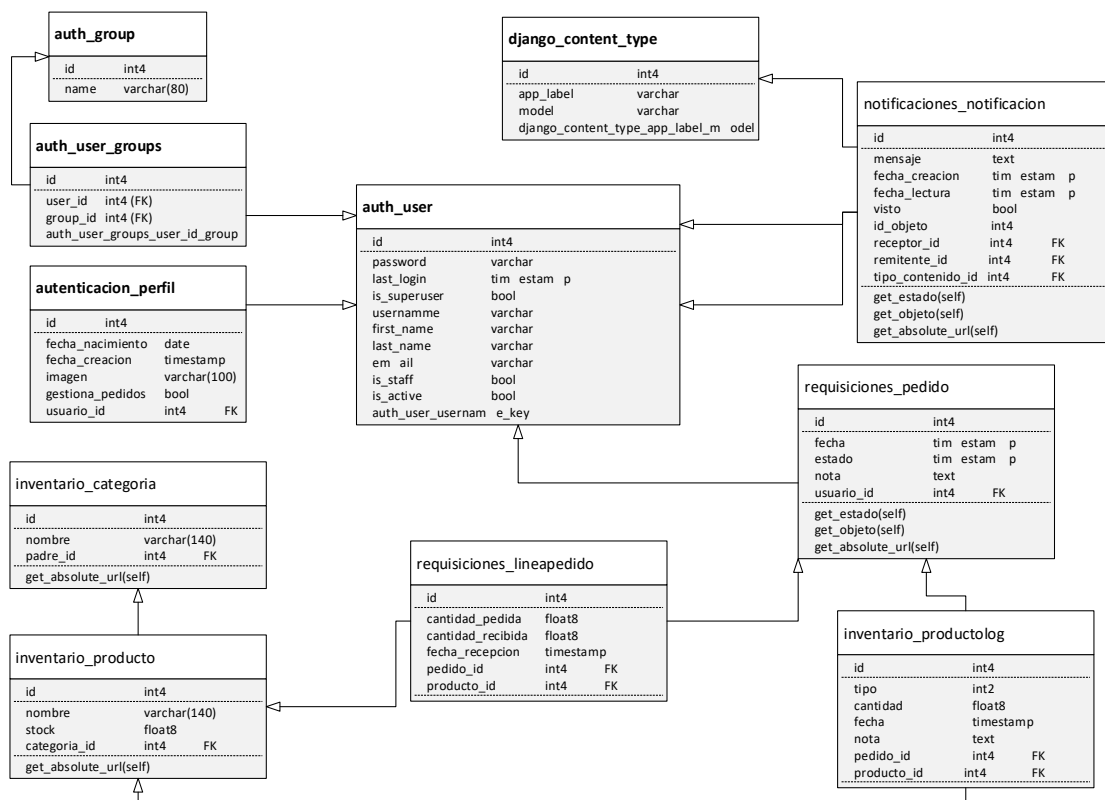 auth_group
id int4
name varchar(80)
auth_user_groups
id int4
user_id int4 (FK)
group_id int4 (FK)
auth_user_groups_user_id_group
autenticacion_perfil
id int4
fecha_nacimiento date
fecha_creacion timestamp
imagen varchar(100)
gestiona_pedidos bool
usuario_id int4 FK
django_content_type
id int4
app_label varchar
model varchar
django_content_type_app_label_m odel
auth_user
id int4
password varchar
last_login tim estam p
is_superuser bool
usernamme varchar
first_name varchar
last_name varchar
em ail varchar
is_staff bool
is_active bool
auth_user_usernam e_key
notificaciones_notificacion
id int4
mensaje text
fecha_creacion tim estam p
fecha_lectura tim estam p
visto bool
id_objeto int4
receptor_id int4 FK
remitente_id int4 FK
tipo_contenido_id int4 FK
get_estado(self)
get_objeto(self)
get_absolute_url(self)
requisiciones_pedido
id int4
fecha tim estam p
estado tim estam p
nota text
usuario_id int4 FK
get_estado(self)
get_objeto(self)
get_absolute_url(self)
inventario_categoria
id int4
nombre varchar(140)
padre_id int4 FK
get_absolute_url(self)
requisiciones_lineapedido
id int4
cantidad_pedida float8
cantidad_recibida float8
fecha_recepcion timestamp
pedido_id int4 FK
producto_id int4 FK
inventario_producto
id int4
nombre varchar(140)
stock float8
categoria_id int4 FK
get_absolute_url(self)
inventario_productolog
id int4
tipo int2
cantidad float8
fecha timestamp
nota text
pedido_id int4 FK
producto_id int4 FK